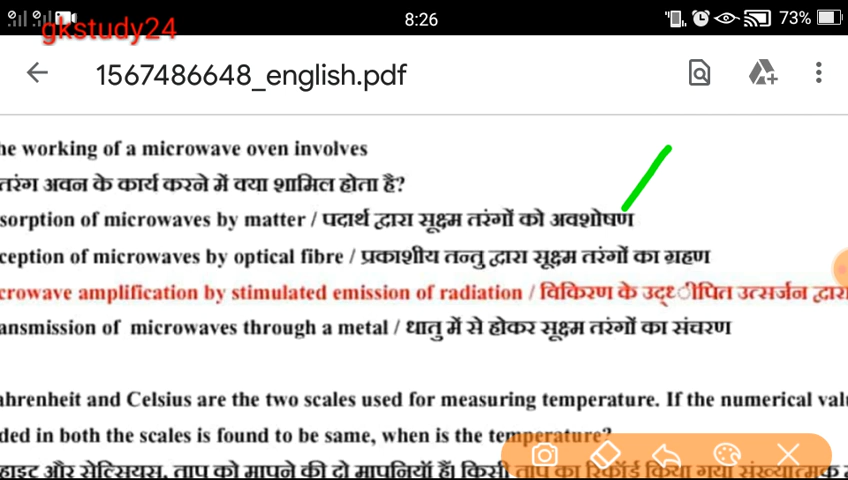 gkstudy24
8:26
73%
1567486648_english.pdf
he working of a microwave oven involves
तरंग अवन के कार्य करने में क्या शामिल होता है?
sorption of microwaves by matter / पदार्थ द्वारा सूक्ष्म तरंगों को अवशोषण
ception of microwaves by optical fibre / प्रकाशीय तन्तु द्वारा सूक्ष्म तरंगों का ग्रहण
crowave amplification by stimulated emission of radiation / विकिरण के उद्ध्ीपित उत्सर्जन द्वारा
ansmission of microwaves through a metal / धातु में से होकर सूक्ष्म तरंगों का संचरण
ahrenheit and Celsius are the two scales used for measuring temperature. If the numerical val
ded in both the scales is found to be same, when is the temperature?
हाइट और सेल्सियस, ताप को मापने की दो मापनियाँ हैं। किसी ताप का रिकॉर्ड किया गया संख्यात्मक